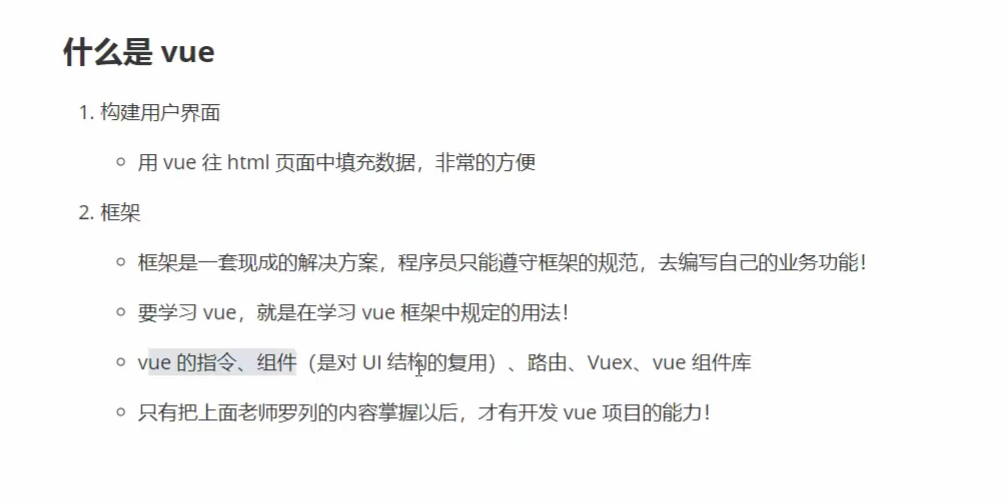 什么是 vue
1. 构建用户界面
○ 用 vue 往 html 页面中填充数据，非常的方便
2. 框架
○ 框架是一套现成的解决方案，程序员只能遵守框架的规范，去编写自己的业务功能！
○ 要学习 vue，就是在学习 vue 框架中规定的用法！
○ vue 的指令、组件（是对 UI 结构的复用）、路由、Vuex、vue 组件库
○ 只有把上面老师罗列的内容掌握以后，才有开发 vue 项目的能力！